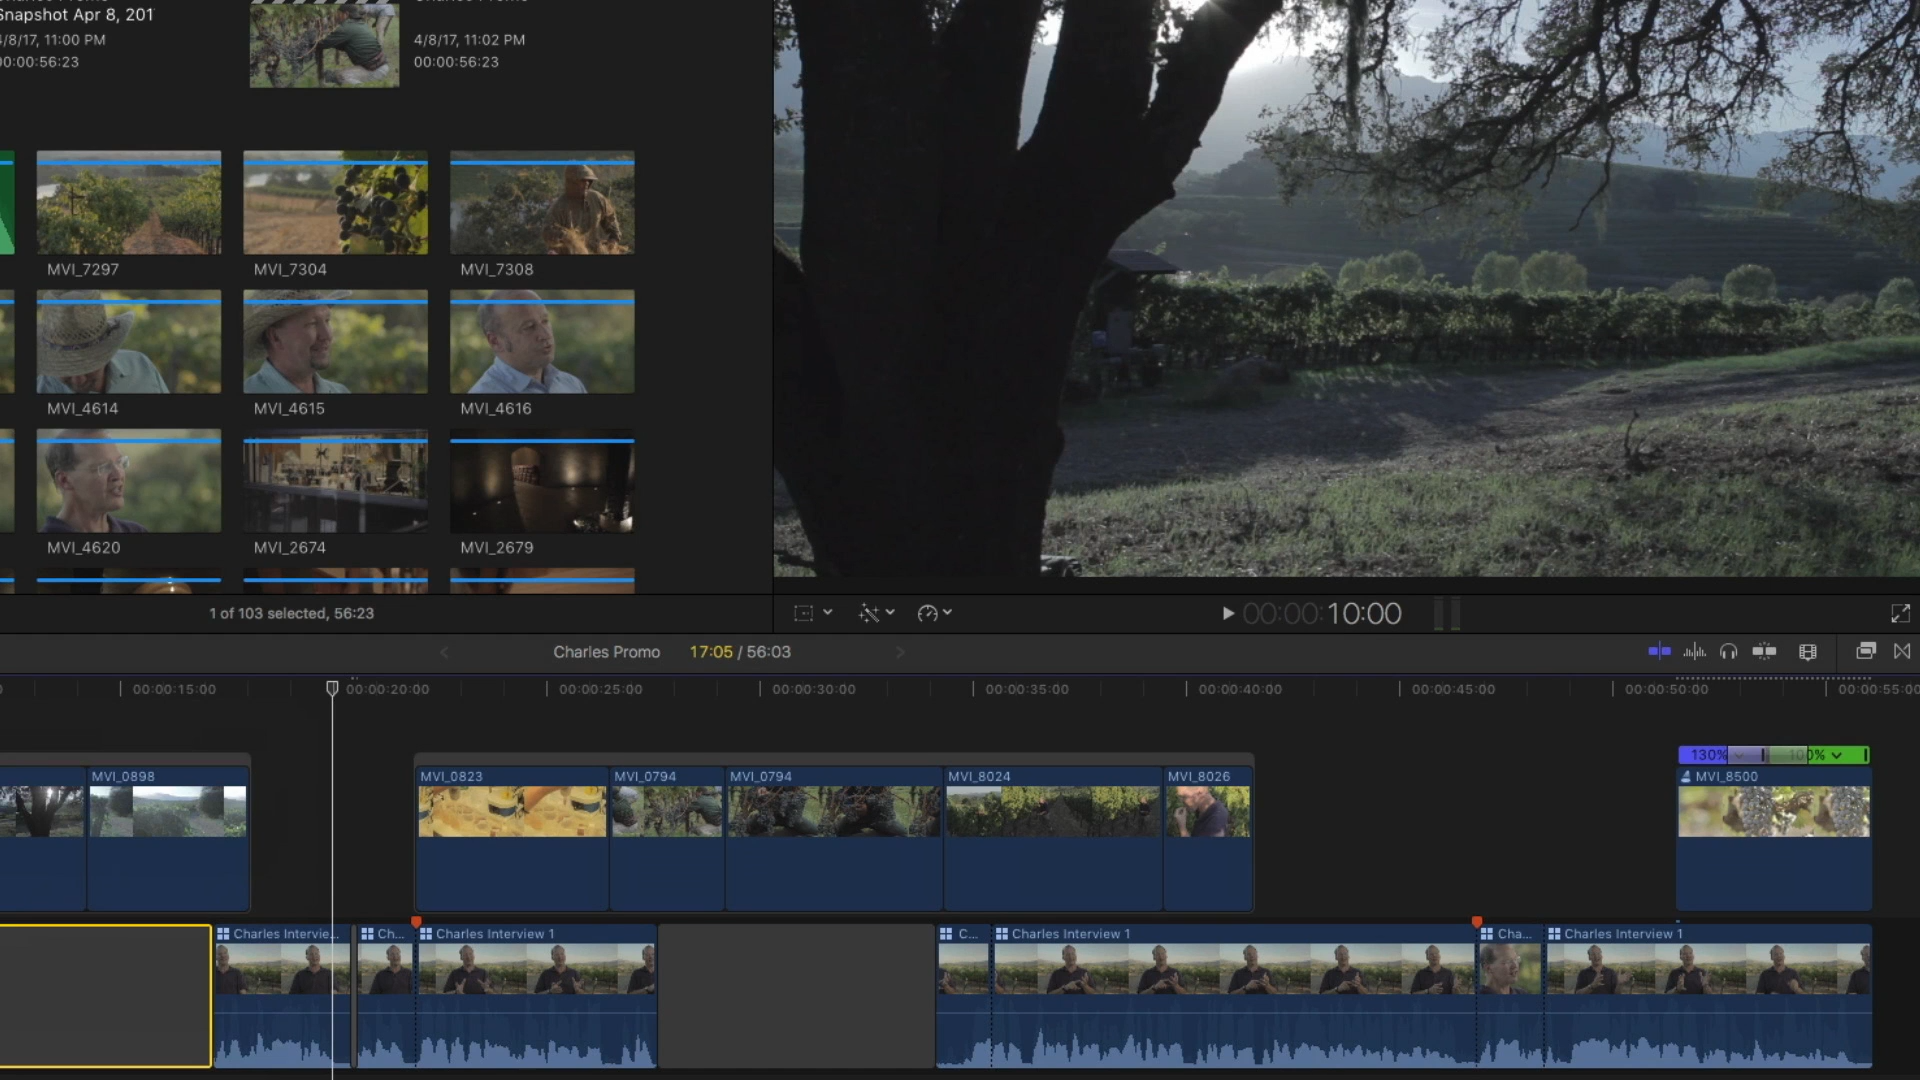 Snapshot Apr 8, 201
4/8/17, 11:00 PM
00:00:56:23
4/8/17, 11:02 PM
00:00:56:23
MVI_7297
MVI_7304
MVI_7308
MVI_4614
MVI_4615
MVI_4616
MVI_4620
MVI_2674
MVI_2679
1 of 103 selected, 56:23
00:00:10:00
Charles Promo
17:05 / 56:03
00:00:15:00
00:00:20:00
00:00:25:00
00:00:30:00
00:00:35:00
00:00:40:00
00:00:45:00
00:00:50:00
00:00:55:00
130%
100%
MVI_0898
MVI_0823
MVI_0794
MVI_0794
MVI_8024
MVI_8026
MVI_8500
Charles Intervie...
Ch...
Charles Interview 1
C...
Charles Interview 1
Cha...
Charles Interview 1